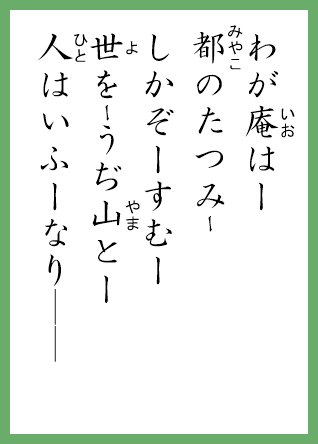 わが庵はー
都のたつみ～
しかぞーすむー
世を～うぢ山とー
人はいふーなり――
いお
みやこ
よ
やま
ひと